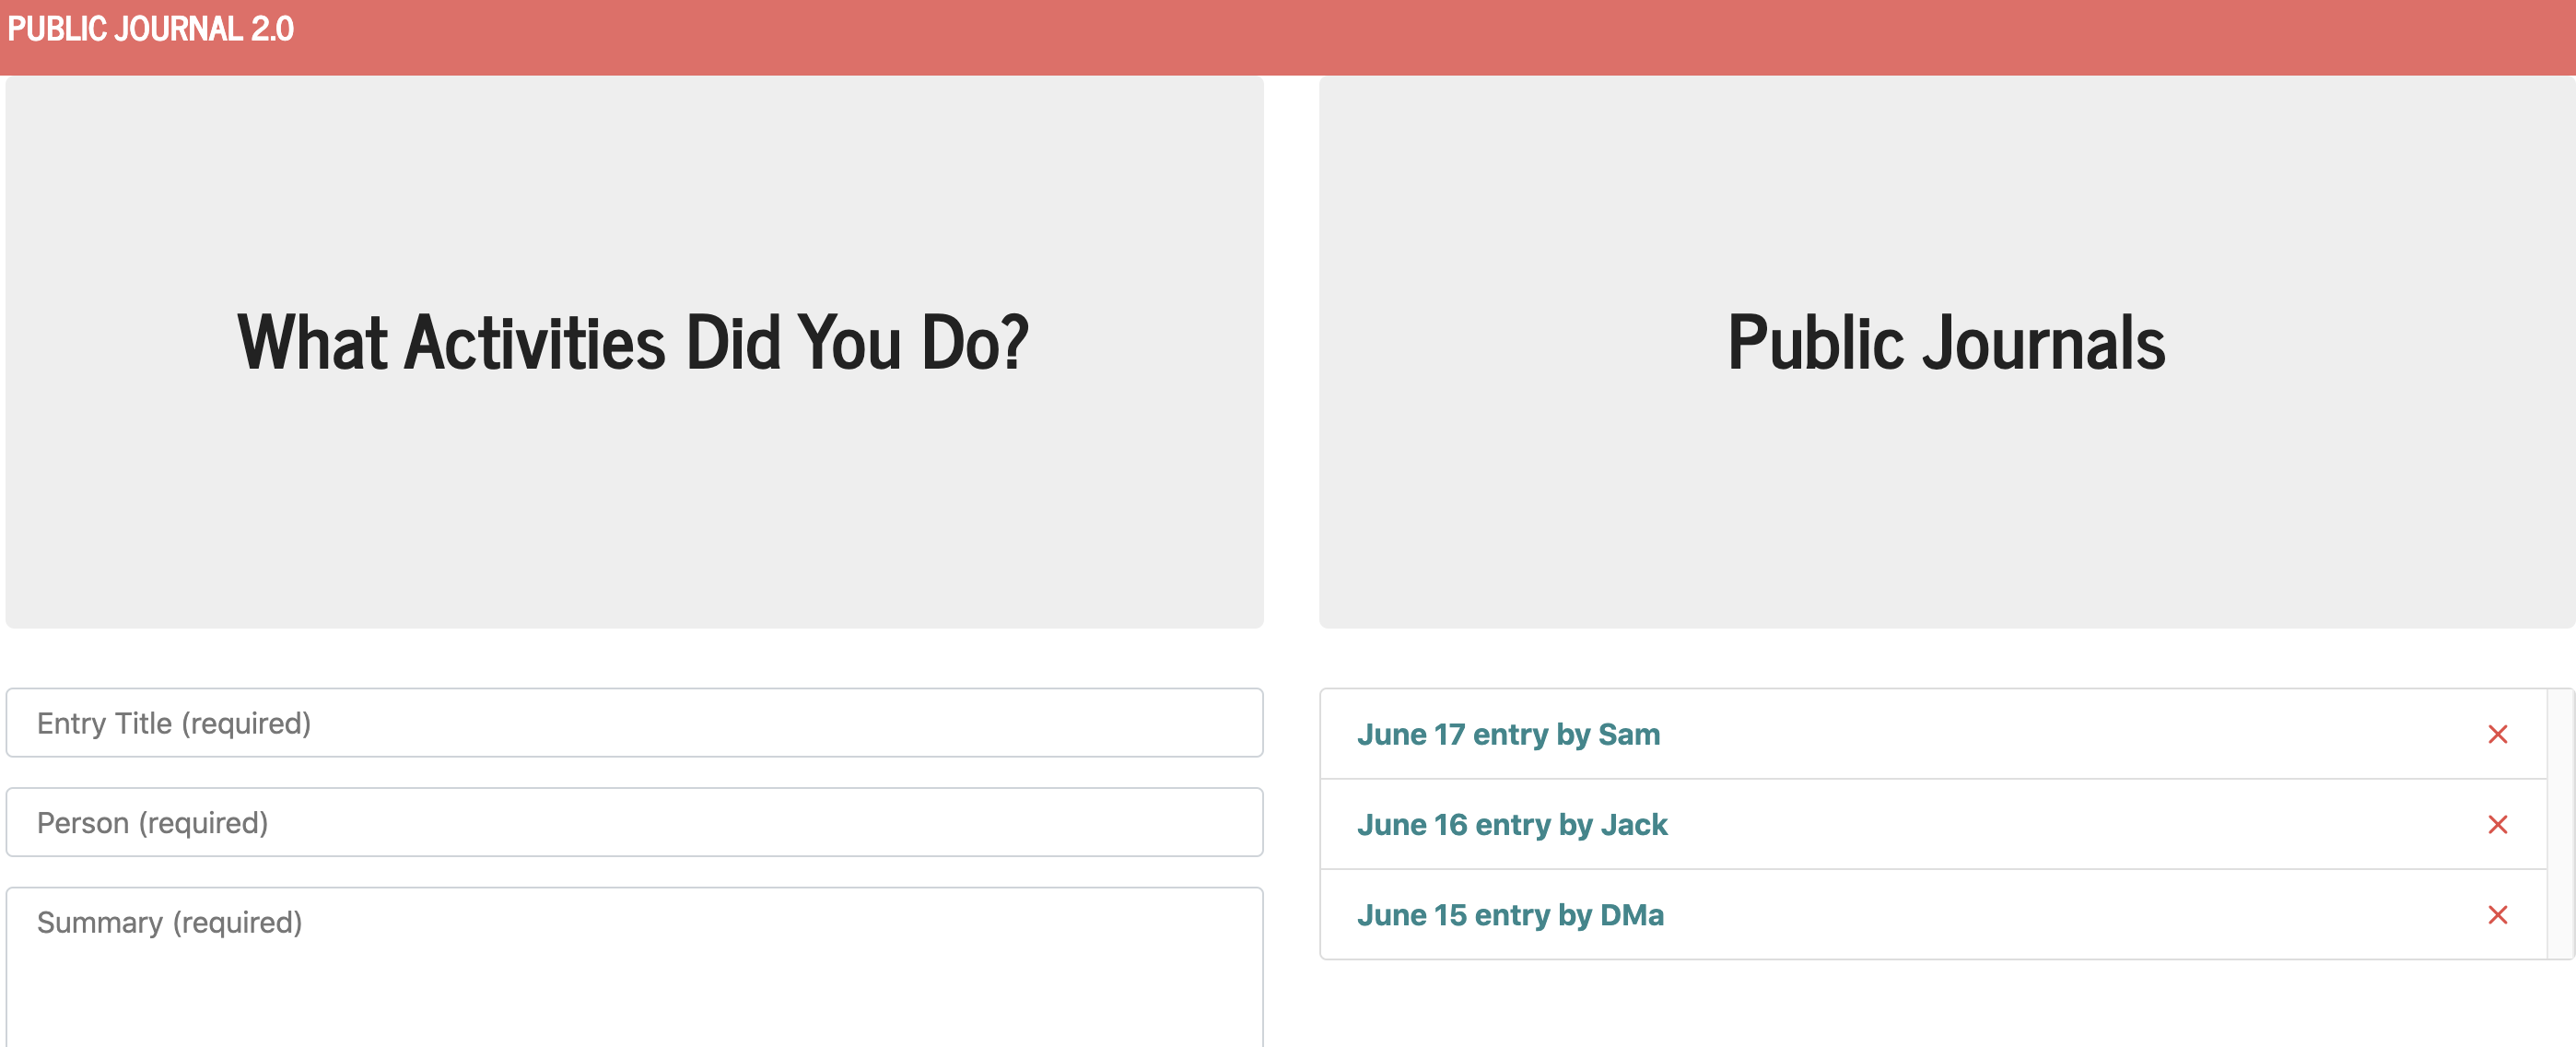 PUBLIC JOURNAL 2.0
What Activities Did You Do?
Public Journals
Entry Title (required)
Person (required)
Summary (required)
June 17 entry by Sam
June 16 entry by Jack
June 15 entry by DMa